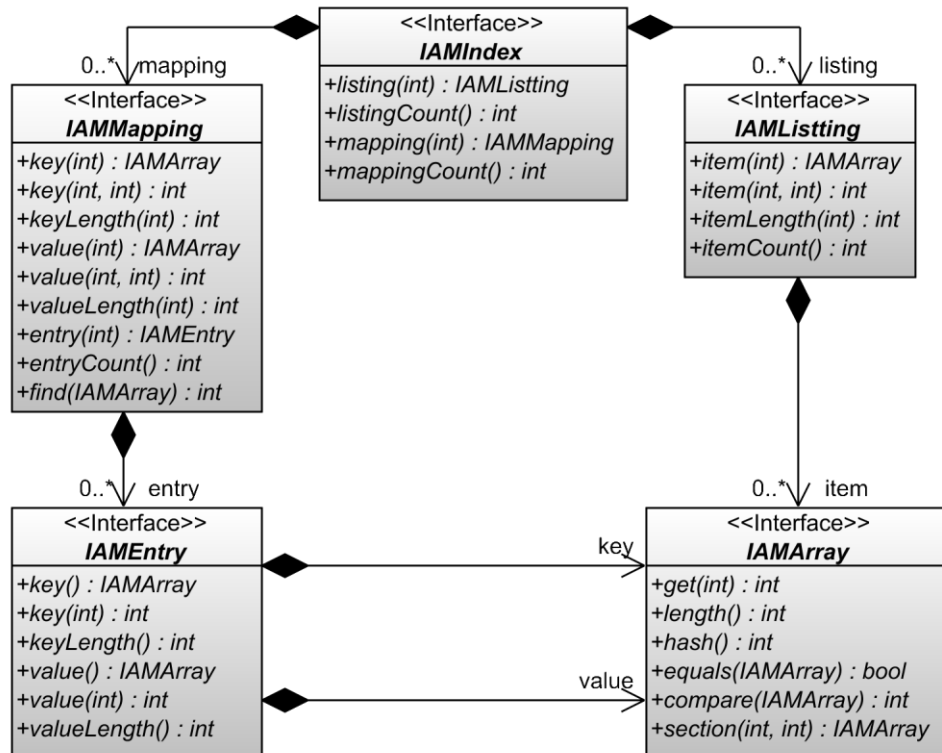 <<Interface>>
IAMIndex
+listing(int) : IAMListting
+listingCount() : int
+mapping(int) : IAMMapping
+mappingCount() : int
0..* mapping
0..* listing
<<Interface>>
IAMMapping
+key(int) : IAMArray
+key(int, int) : int
+keyLength(int) : int
+value(int) : IAMArray
+value(int, int) : int
+valueLength(int) : int
+entry(int) : IAMEntry
+entryCount() : int
+find(IAMArray) : int
<<Interface>>
IAMListting
+item(int) : IAMArray
+item(int, int) : int
+itemLength(int) : int
+itemCount() : int
0..* entry
0..* item
<<Interface>>
IAMEntry
+key() : IAMArray
+key(int) : int
+keyLength() : int
+value() : IAMArray
+value(int) : int
+valueLength() : int
key
value
<<Interface>>
IAMArray
+get(int) : int
+length() : int
+hash() : int
+equals(IAMArray) : bool
+compare(IAMArray) : int
+section(int, int) : IAMArray